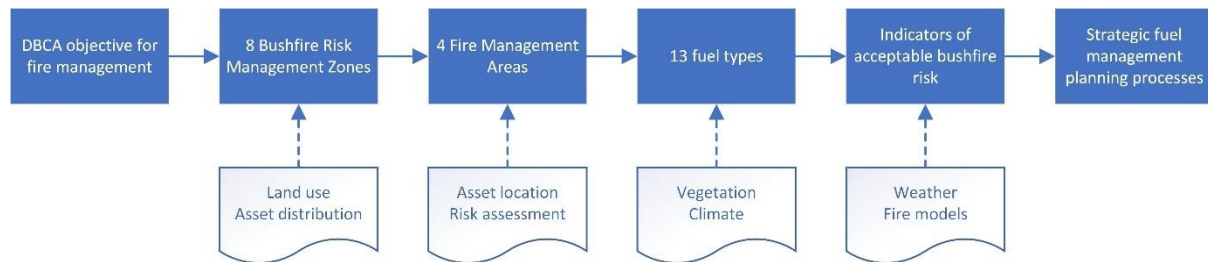 DBCA objective for
fire management
8 Bushfire Risk
Management Zones
4 Fire Management
Areas
13 fuel types
Indicators of
acceptable bushfire
risk
Strategic fuel
management
planning processes
Land use
Asset distribution
Asset location
Risk assessment
Vegetation
Climate
Weather
Fire models